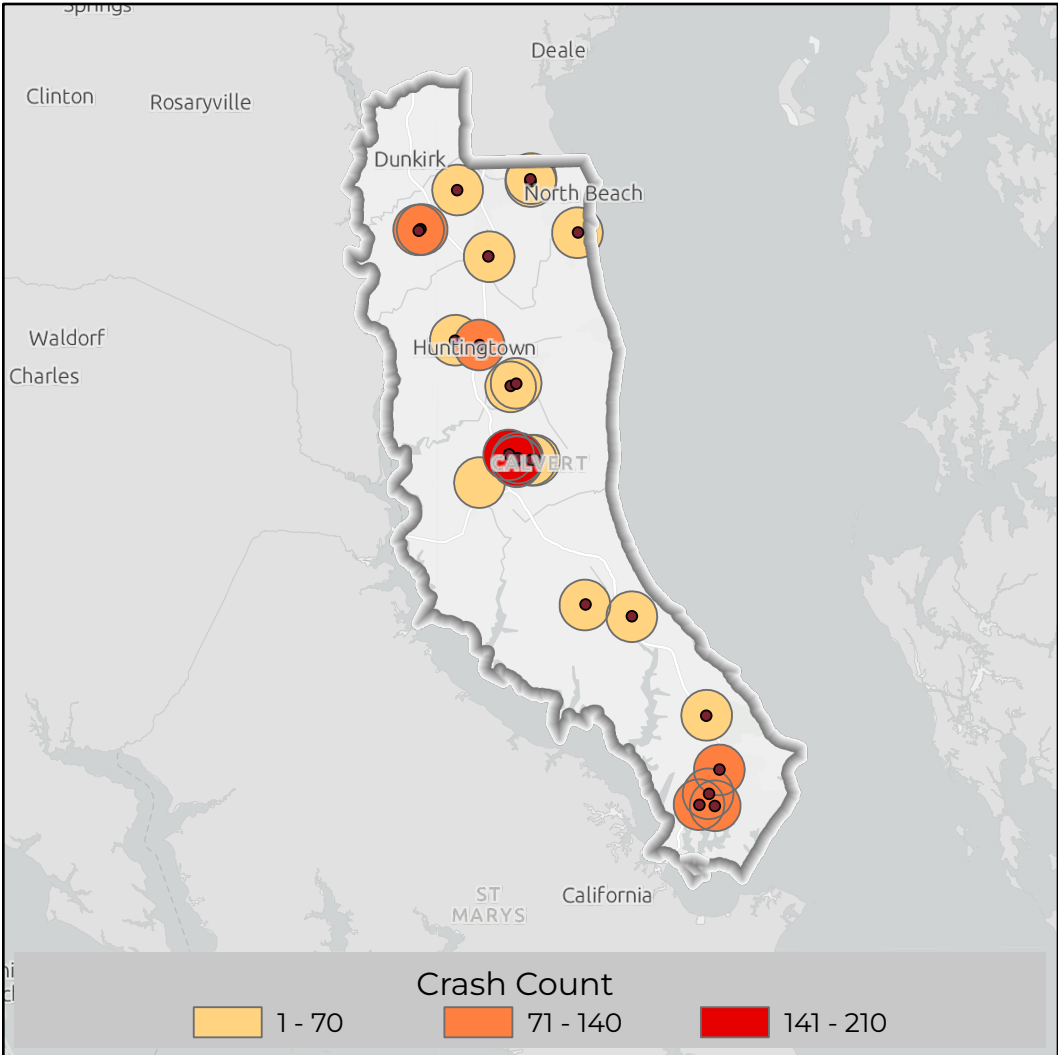 Springs
Deale
Clinton
Rosaryville
Dunkirk
North Beach
Waldorf
Huntingtown
Charles
CALVERT
ST
MARYS
California
Crash Count
1 - 70
71 - 140
141 - 210